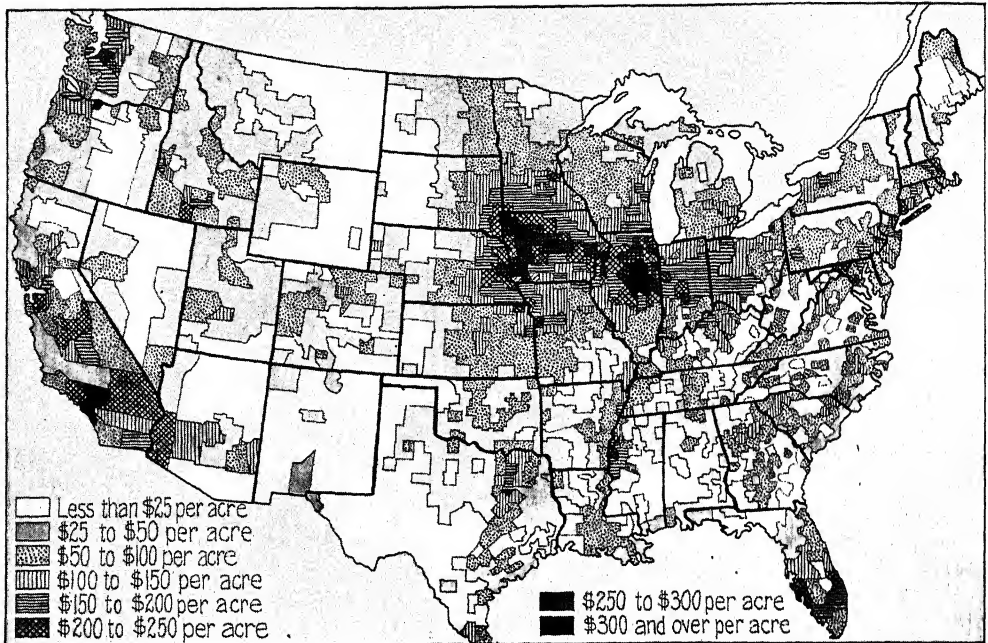 Less than $25 per acre
$25 to $50 per acre
$50 to $100 per acre
$100 to $150 per acre
$150 to $200 per acre
$200 to $250 per acre
$250 to $300 per acre
$300 and over per acre